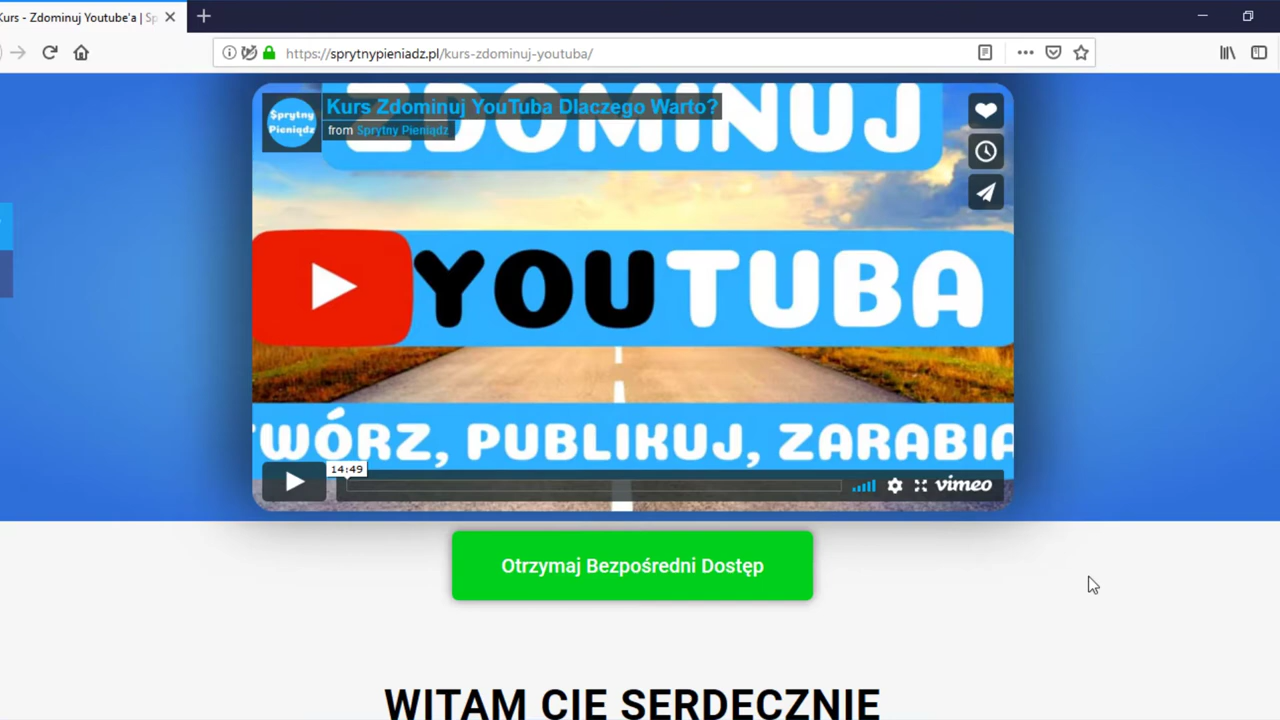 Kurs - Zdominuj Youtube'a | Sp
https://sprytnypieniadz.pl/kurs-zdominuj-youtuba/
ZDOMINUJ
Sprytny
Pieniądz
Kurs Zdominuj YouTuba Dlaczego Warto?
from Sprytny Pieniądz
YOUTUBA
TWÓRZ, PUBLIKUJ, ZARABIA
14:49
vimeo
Otrzymaj Bezpośredni Dostęp
WITAM CIĘ SERDECZNIE